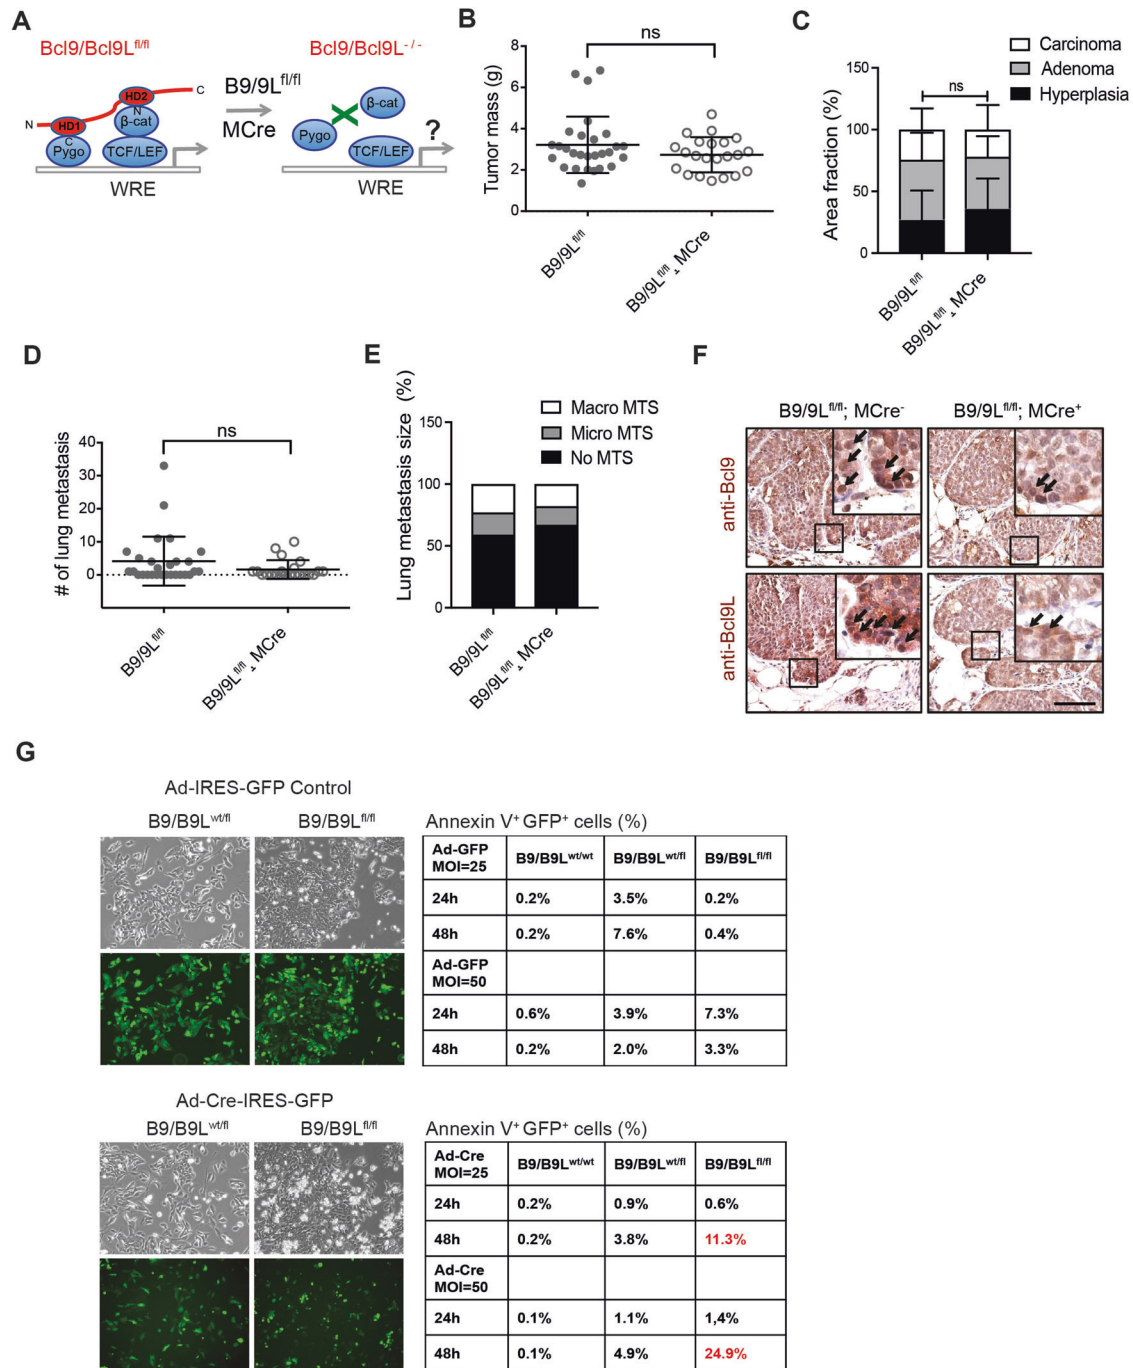 A
Bcl9/Bcl9L fl/fl
Bcl9/Bcl9L -/-
B9/9L fl/fl
MCre
N
HD1
HD2
C
N
β-cat
C
Pygo
TCF/LEF
WRE
Pygo
β-cat
TCF/LEF
?
WRE
B
ns
Tumor mass (g)
8
6
4
2
0
B9/9L fl/fl
B9/9L fl/fl; MCre
C
Carcinoma
Adenoma
Hyperplasia
ns
Area fraction (%)
150
100
50
0
B9/9L fl/fl
B9/9L fl/fl; MCre
D
ns
# of lung metastasis
40
30
20
10
0
B9/9L fl/fl
B9/9L fl/fl; MCre
E
Macro MTS
Micro MTS
No MTS
Lung metastasis size (%)
150
100
50
0
B9/9L fl/fl
B9/9L fl/fl; MCre
F
B9/9L fl/fl; MCre-
B9/9L fl/fl; MCre+
anti-Bcl9
anti-Bcl9L
G
Ad-IRES-GFP Control
B9/B9L wt/fl
B9/B9L fl/fl
Annexin V+ GFP+ cells (%)
Ad-GFP MOI=25 B9/B9L wt/wt B9/B9L wt/fl B9/B9L fl/fl
24h 0.2% 3.5% 0.2%
48h 0.2% 7.6% 0.4%
Ad-GFP MOI=50
24h 0.6% 3.9% 7.3%
48h 0.2% 2.0% 3.3%
Ad-Cre-IRES-GFP
B9/B9L wt/fl
B9/B9L fl/fl
Annexin V+ GFP+ cells (%)
Ad-Cre MOI=25 B9/B9L wt/wt B9/B9L wt/fl B9/B9L fl/fl
24h 0.2% 0.9% 0.6%
48h 0.2% 3.8% 11.3%
Ad-Cre MOI=50
24h 0.1% 1.1% 1,4%
48h 0.1% 4.9% 24.9%